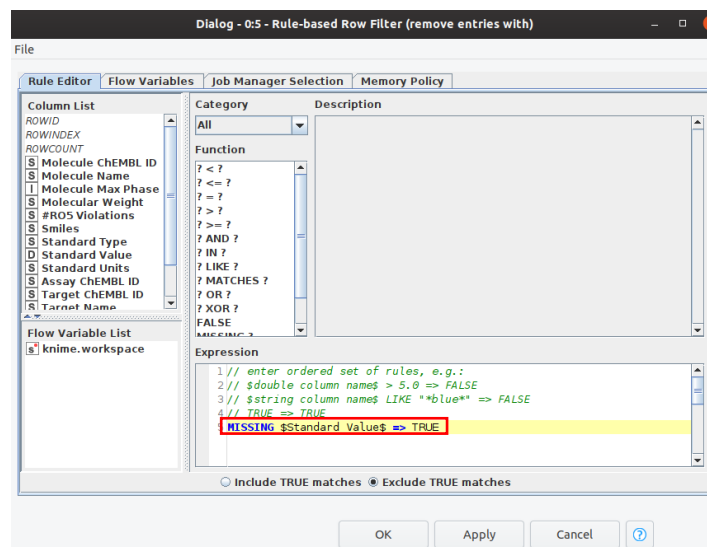 Dialog - 0:5 - Rule-based Row Filter (remove entries with)
File
Rule Editor Flow Variables Job Manager Selection Memory Policy
Column List
ROWID
ROWINDEX
ROWCOUNT
S Molecule ChEMBL ID
S Molecule Name
I Molecule Max Phase
S Molecular Weight
S #RO5 Violations
S Smiles
S Standard Type
D Standard Value
S Standard Units
S Assay ChEMBL ID
S Target ChEMBL ID
S Target Name
Flow Variable List
s knime.workspace
Category
All
Function
? < ?
? <= ?
? = ?
? > ?
? >= ?
? AND ?
? IN ?
? LIKE ?
? MATCHES ?
? OR ?
? XOR ?
FALSE
MISSING ?
Description
Expression
1 // enter ordered set of rules, e.g.:
2 // $double column name$ > 5.0 => FALSE
3 // $string column name$ LIKE "*blue*" => FALSE
4 // TRUE => TRUE
5 MISSING $Standard Value$ => TRUE
Include TRUE matches Exclude TRUE matches
OK Apply Cancel ?